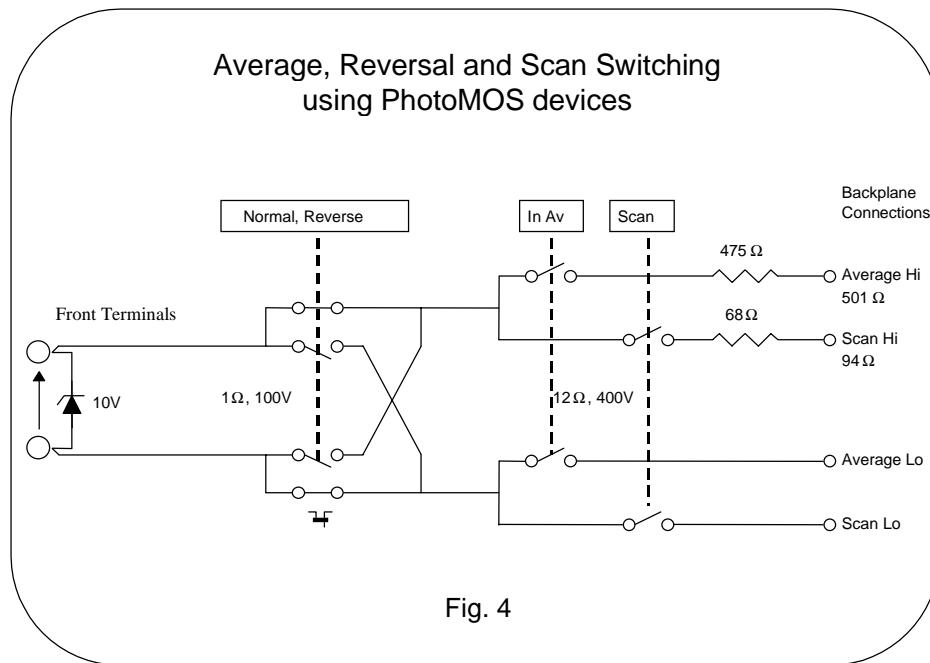 Average, Reversal and Scan Switching
using PhotoMOS devices
Backplane
Connections
Normal, Reverse
In Av
Scan
475 Ω
Average Hi
501 Ω
Front Terminals
68 Ω
Scan Hi
94 Ω
10V
1 Ω, 100V
12 Ω, 400V
Average Lo
Scan Lo
Fig. 4